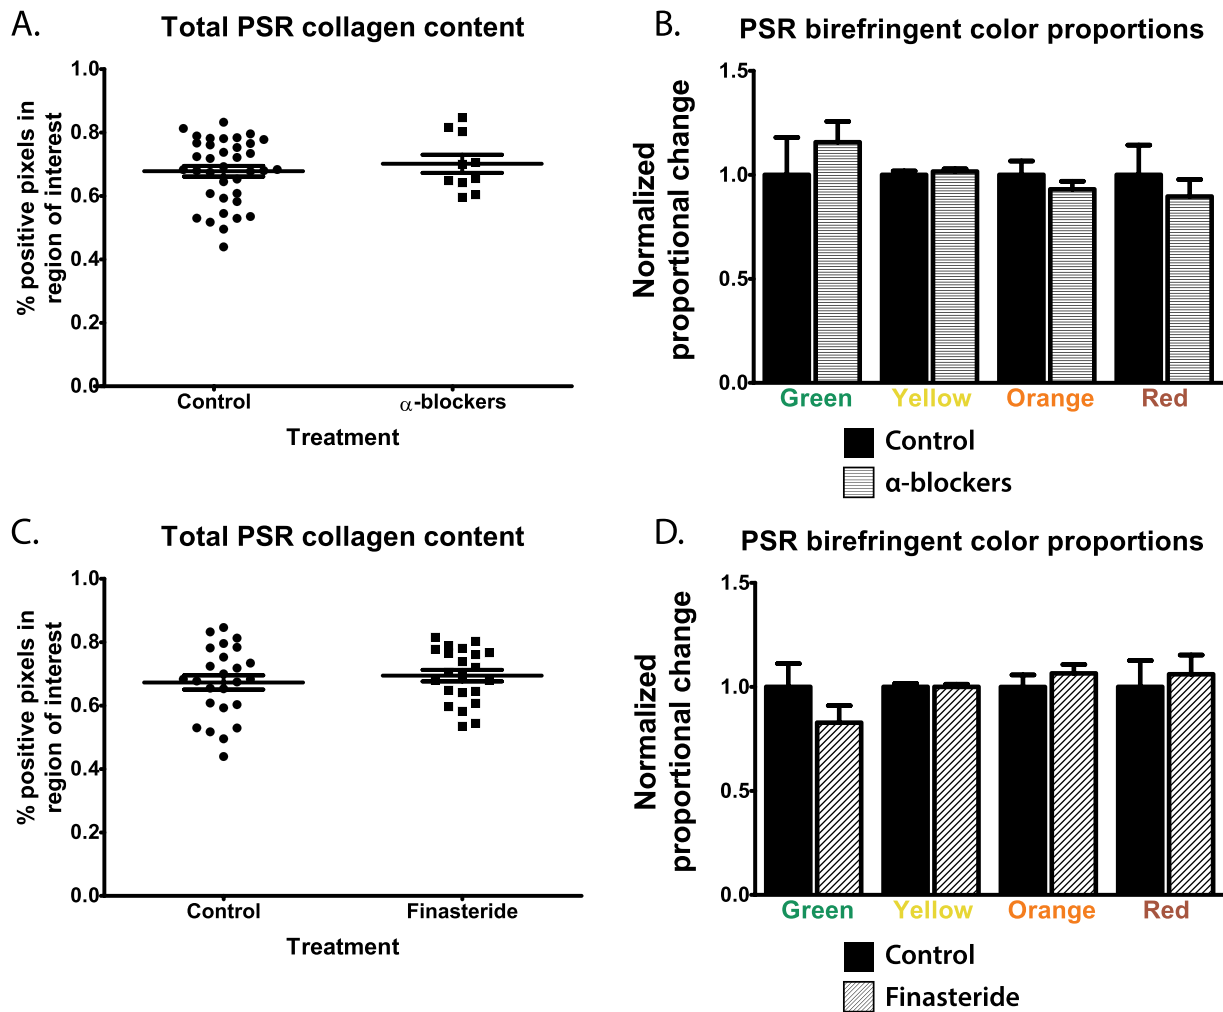 A.
Total PSR collagen content
% positive pixels in
region of interest
1.0
0.8
0.6
0.4
0.2
0.0
Control
α-blockers
Treatment
B.
PSR birefringent color proportions
Normalized
proportional change
1.5
1.0
0.5
0.0
Green
Yellow
Orange
Red
Control
α-blockers
C.
Total PSR collagen content
% positive pixels in
region of interest
1.0
0.8
0.6
0.4
0.2
0.0
Control
Finasteride
Treatment
D.
PSR birefringent color proportions
Normalized
proportional change
1.5
1.0
0.5
0.0
Green
Yellow
Orange
Red
Control
Finasteride